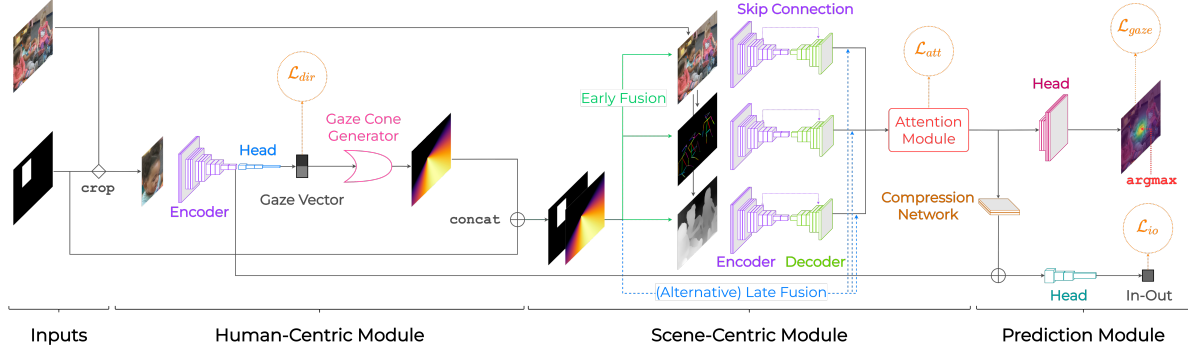 Skip Connection
ℒ_dir
ℒ_att
ℒ_gaze
Early Fusion
Gaze Cone
Generator
Head
Attention
Module
Head
crop
Encoder
Gaze Vector
concat
argmax
Compression
Network
ℒ_io
Encoder
Decoder
(Alternative) Late Fusion
Head
In-Out
Inputs
Human-Centric Module
Scene-Centric Module
Prediction Module